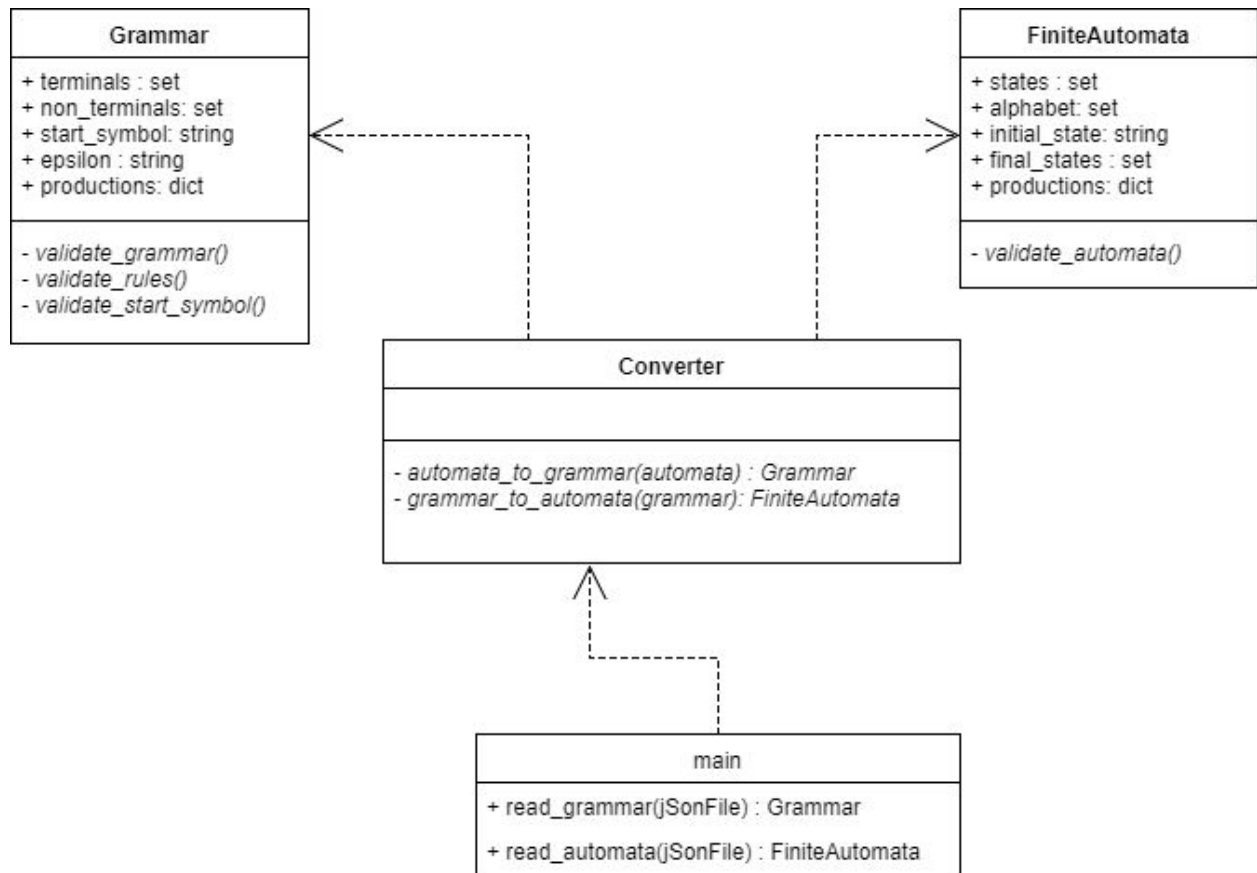 Grammar
+ terminals : set
+ non_terminals: set
+ start_symbol: string
+ epsilon : string
+ productions: dict
- validate_grammar()
- validate_rules()
- validate_start_symbol()
FiniteAutomata
+ states : set
+ alphabet: set
+ initial_state: string
+ final_states : set
+ productions: dict
- validate_automata()
Converter
- automata_to_grammar(automata) : Grammar
- grammar_to_automata(grammar): FiniteAutomata
main
+ read_grammar(jSonFile) : Grammar
+ read_automata(jSonFile) : FiniteAutomata